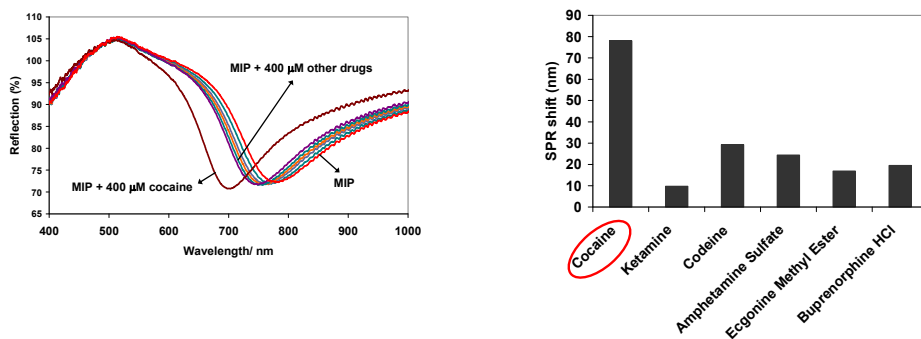 110
105
100
95
90
85
80
75
70
65
Reflection (%)
MIP + 400 µM other drugs
MIP + 400 µM cocaine
MIP
400 500 600 700 800 900 1000
Wavelength/ nm
90
80
70
60
50
40
30
20
10
0
SPR shift (nm)
Cocaine
Ketamine
Codeine
Amphetamine Sulfate
Ecgonine Methyl Ester
Buprenorphine HCl